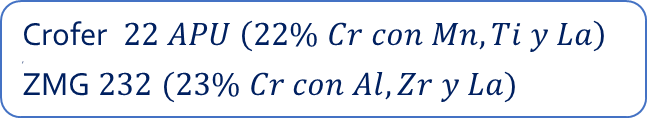 Crofer 22 APU (22% Cr con Mn, Ti y La)
ZMG 232 (23% Cr con Al, Zr y La)